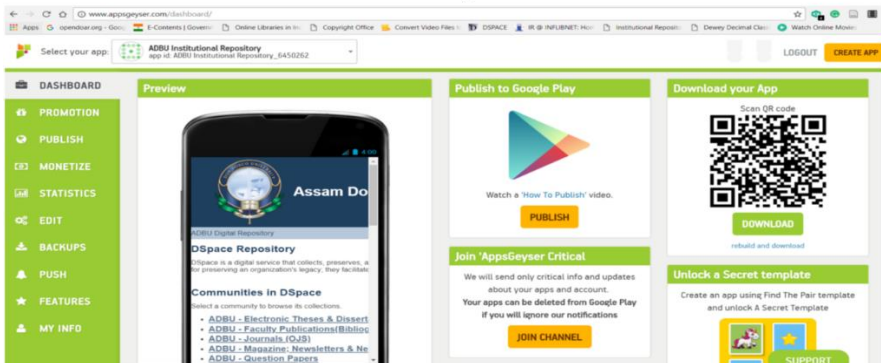 www.appsgeyser.com/dashboard/
Apps opendoar.org - Goo E-Contents | Governi Online Libraries in In Copyright Office Convert Video Files DSPACE IR @ INFLIBNET: Hom Institutional Reposit Dewey Decimal Class Watch Online Movie
Select your app:
ADBU Institutional Repository
app id: ADBU Institutional Repository_6450262
LOGOUT
CREATE APP
DASHBOARD
PROMOTION
PUBLISH
MONETIZE
STATISTICS
EDIT
BACKUPS
PUSH
FEATURES
MY INFO
Preview
4:00
Assam Do
ADBU Digital Repository
DSpace Repository
DSpace is a digital service that collects, preserves, a
for preserving an organization's legacy, they facilitate
Communities in DSpace
Select a community to browse its collections.
ADBU - Electronic Theses & Dissert
ADBU - Faculty Publications(Bibliog
ADBU - Journals (OJS)
ADBU - Magazine; Newsletters & Ne
ADBU - Question Papers
Publish to Google Play
Watch a 'How To Publish' video.
PUBLISH
Join 'AppsGeyser Critical
We will send only critical info and updates
about your apps and account.
Your apps can be deleted from Google Play
if you will ignore our notifications
JOIN CHANNEL
Download your App
Scan QR code
DOWNLOAD
rebuild and download
Unlock a Secret template
Create an app using Find The Pair template
and unlock A Secret Template
SUPPORT